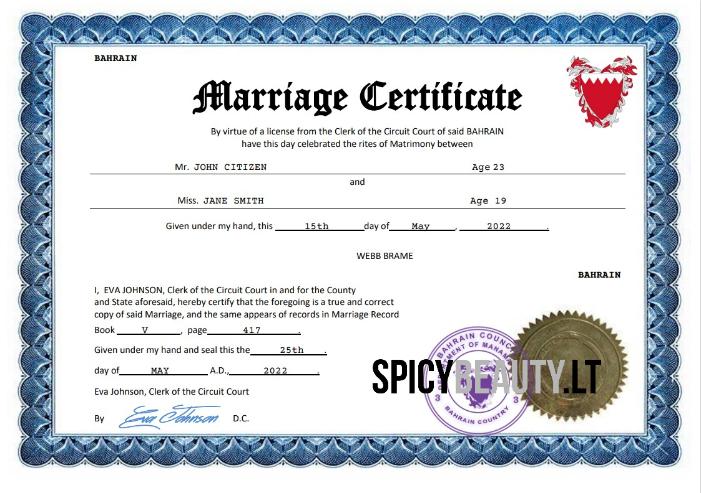 BAHRAIN
Marriage Certificate
By virtue of a license from the Clerk of the Circuit Court of said BAHRAIN
have this day celebrated the rites of Matrimony between
Mr. JOHN CITIZEN Age 23
and
Miss. JANE SMITH Age 19
Given under my hand, this 15th day of May , 2022 .
WEBB BRAME
BAHRAIN
I, EVA JOHNSON, Clerk of the Circuit Court in and for the County
and State aforesaid, hereby certify that the foregoing is a true and correct
copy of said Marriage, and the same appears of records in Marriage Record
Book V , page 417 .
Given under my hand and seal this the 25th .
day of MAY A.D., 2022 .
Eva Johnson, Clerk of the Circuit Court
By Eva Johnson D.C.
BAHRAIN COUNCIL
DEPARTMENT OF MANAMA
SPICYBEAUTY.LT
BAHRAIN COUNTRY